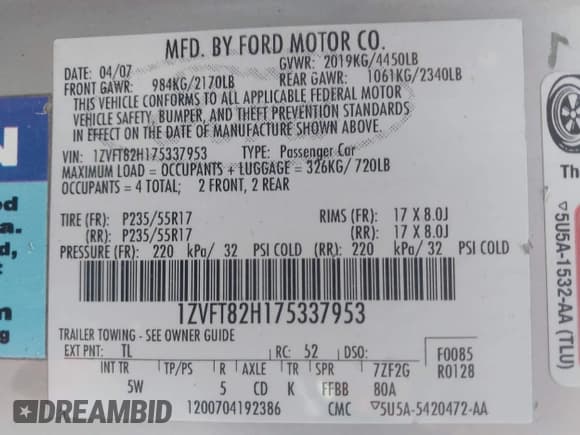 MFD. BY FORD MOTOR CO.
DATE: 04/07 GVWR: 2019KG/4450LB
FRONT GAWR: 984KG/2170LB REAR GAWR: 1061KG/2340LB
THIS VEHICLE CONFORMS TO ALL APPLICABLE FEDERAL MOTOR
VEHICLE SAFETY, BUMPER, AND THEFT PREVENTION STANDARDS
IN EFFECT ON THE DATE OF MANUFACTURE SHOWN ABOVE.
VIN: 1ZVFT82H175337953 TYPE: Passenger Car
MAXIMUM LOAD = OCCUPANTS + LUGGAGE = 326KG/ 720LB
OCCUPANTS = 4 TOTAL; 2 FRONT, 2 REAR
TIRE (FR): P235/55R17 RIMS (FR): 17 X 8.0J
(RR): P235/55R17 (RR): 17 X 8.0J
PRESSURE (FR): 220 kPa/ 32 PSI COLD (RR): 220 kPa/ 32 PSI COLD
1ZVFT82H175337953
TRAILER TOWING - SEE OWNER GUIDE
EXT PNT: TL RC: 52 DSO: F0085
INT TR TP/PS R AXLE TR SPR 7ZF2G R0128
5W 5 CD K FFBB 80A
1200704192386 CMC ▽5U5A-5420472-AA
▽5U5A-1532-AA (TLU)
Th
N
ed
a.
d,
t
m
g
DREAMBID